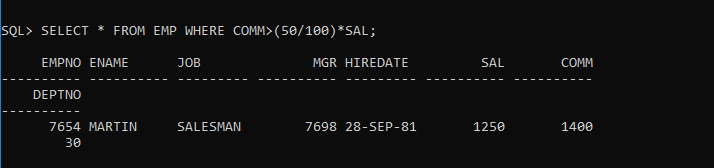 SQL> SELECT * FROM EMP WHERE COMM>(50/100)*SAL;
     EMPNO ENAME      JOB              MGR HIREDATE         SAL       COMM
---------- ---------- --------- ---------- --------- ---------- ----------
    DEPTNO
----------
      7654 MARTIN     SALESMAN        7698 28-SEP-81       1250       1400
        30